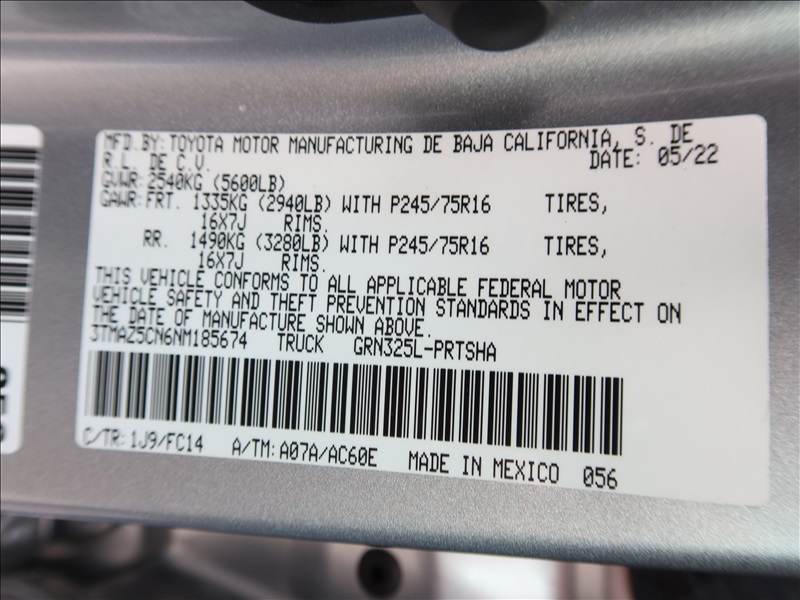 MFD.BY: TOYOTA MOTOR MANUFACTURING DE BAJA CALIFORNIA, S. DE
R.L. DE C.V. DATE: 05/22
GVWR: 2540KG (5600LB)
GAWR: FRT. 1335KG (2940LB) WITH P245/75R16 TIRES,
16X7J RIMS.
RR. 1490KG (3280LB) WITH P245/75R16 TIRES,
16X7J RIMS.
THIS VEHICLE CONFORMS TO ALL APPLICABLE FEDERAL MOTOR
VEHICLE SAFETY AND THEFT PREVENTION STANDARDS IN EFFECT ON
THE DATE OF MANUFACTURE SHOWN ABOVE.
3TMAZ5CN6NM185674 TRUCK GRN325L-PRTSHA
C/TR: 1J9/FC14 A/TM: A07A/AC60E MADE IN MEXICO 056